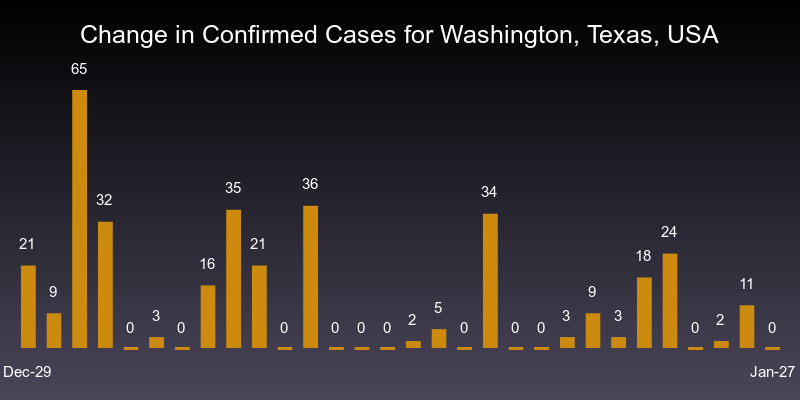 Change in Confirmed Cases for Washington, Texas, USA
21 9 65 32 0 3 0 16 35 21 0 36 0 0 0 2 5 0 34 0 0 3 9 3 18 24 0 2 11 0
Dec-29 Jan-27